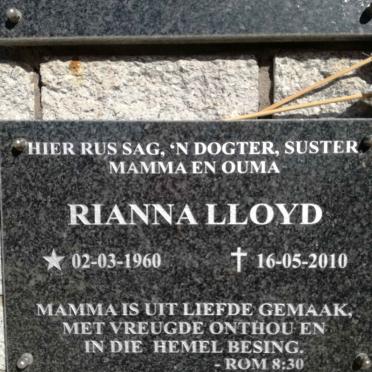 HIER RUS SAG, 'N DOGTER, SUSTER
MAMMA EN OUMA
RIANNA LLOYD
★ 02-03-1960 ✝ 16-05-2010
MAMMA IS UIT LIEFDE GEMAAK,
MET VREUGDE ONTHOU EN
IN DIE HEMEL BESING.
- ROM 8:30